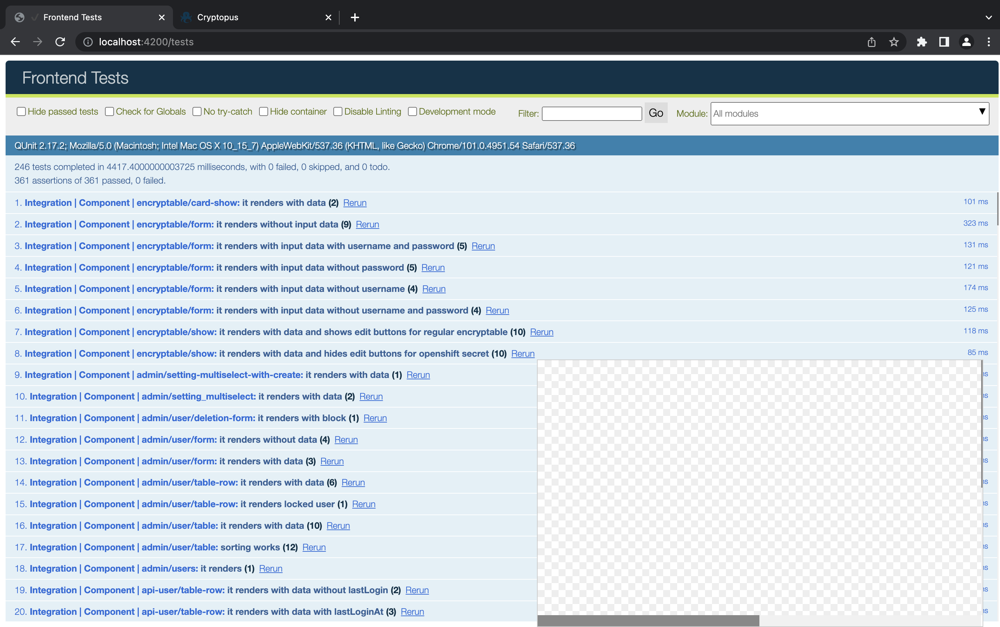 Frontend Tests
Cryptopus
localhost:4200/tests
Frontend Tests
Hide passed tests Check for Globals No try-catch Hide container Disable Linting Development mode Filter: Go Module: All modules
QUnit 2.17.2; Mozilla/5.0 (Macintosh; Intel Mac OS X 10_15_7) AppleWebKit/537.36 (KHTML, like Gecko) Chrome/101.0.4951.54 Safari/537.36
246 tests completed in 4417.4000000003725 milliseconds, with 0 failed, 0 skipped, and 0 todo.
361 assertions of 361 passed, 0 failed.
1. Integration | Component | encryptable/card-show: it renders with data (2) Rerun 101 ms
2. Integration | Component | encryptable/form: it renders without input data (9) Rerun 323 ms
3. Integration | Component | encryptable/form: it renders with input data with username and password (5) Rerun 131 ms
4. Integration | Component | encryptable/form: it renders with input data without password (5) Rerun 121 ms
5. Integration | Component | encryptable/form: it renders with input data without username (4) Rerun 174 ms
6. Integration | Component | encryptable/form: it renders with input data without username and password (4) Rerun 125 ms
7. Integration | Component | encryptable/show: it renders with data and shows edit buttons for regular encryptable (10) Rerun 118 ms
8. Integration | Component | encryptable/show: it renders with data and hides edit buttons for openshift secret (10) Rerun 85 ms
9. Integration | Component | admin/setting-multiselect-with-create: it renders with data (1) Rerun
10. Integration | Component | admin/setting_multiselect: it renders with data (2) Rerun
11. Integration | Component | admin/user/deletion-form: it renders with block (1) Rerun
12. Integration | Component | admin/user/form: it renders without data (4) Rerun
13. Integration | Component | admin/user/form: it renders with data (3) Rerun
14. Integration | Component | admin/user/table-row: it renders with data (6) Rerun
15. Integration | Component | admin/user/table-row: it renders locked user (1) Rerun
16. Integration | Component | admin/user/table: it renders with data (10) Rerun
17. Integration | Component | admin/user/table: sorting works (12) Rerun
18. Integration | Component | admin/users: it renders (1) Rerun
19. Integration | Component | api-user/table-row: it renders with data without lastLogin (2) Rerun
20. Integration | Component | api-user/table-row: it renders with data with lastLoginAt (3) Rerun